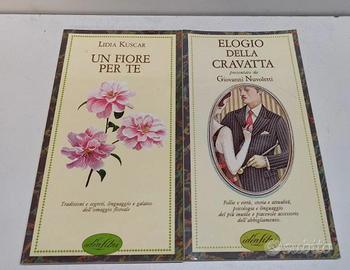 LIDIA KUSCAR
UN FIORE
PER TE
Tradizioni e segreti, linguaggio e galateo
dell'omaggio floreale
idealibri
ELOGIO
DELLA
CRAVATTA
presentato da
Giovanni Nuvoletti
Follie e virtù, storia e attualità,
psicologia e linguaggio
del più inutile e piacevole accessorio
dell'abbigliamento.
idealibri
subito